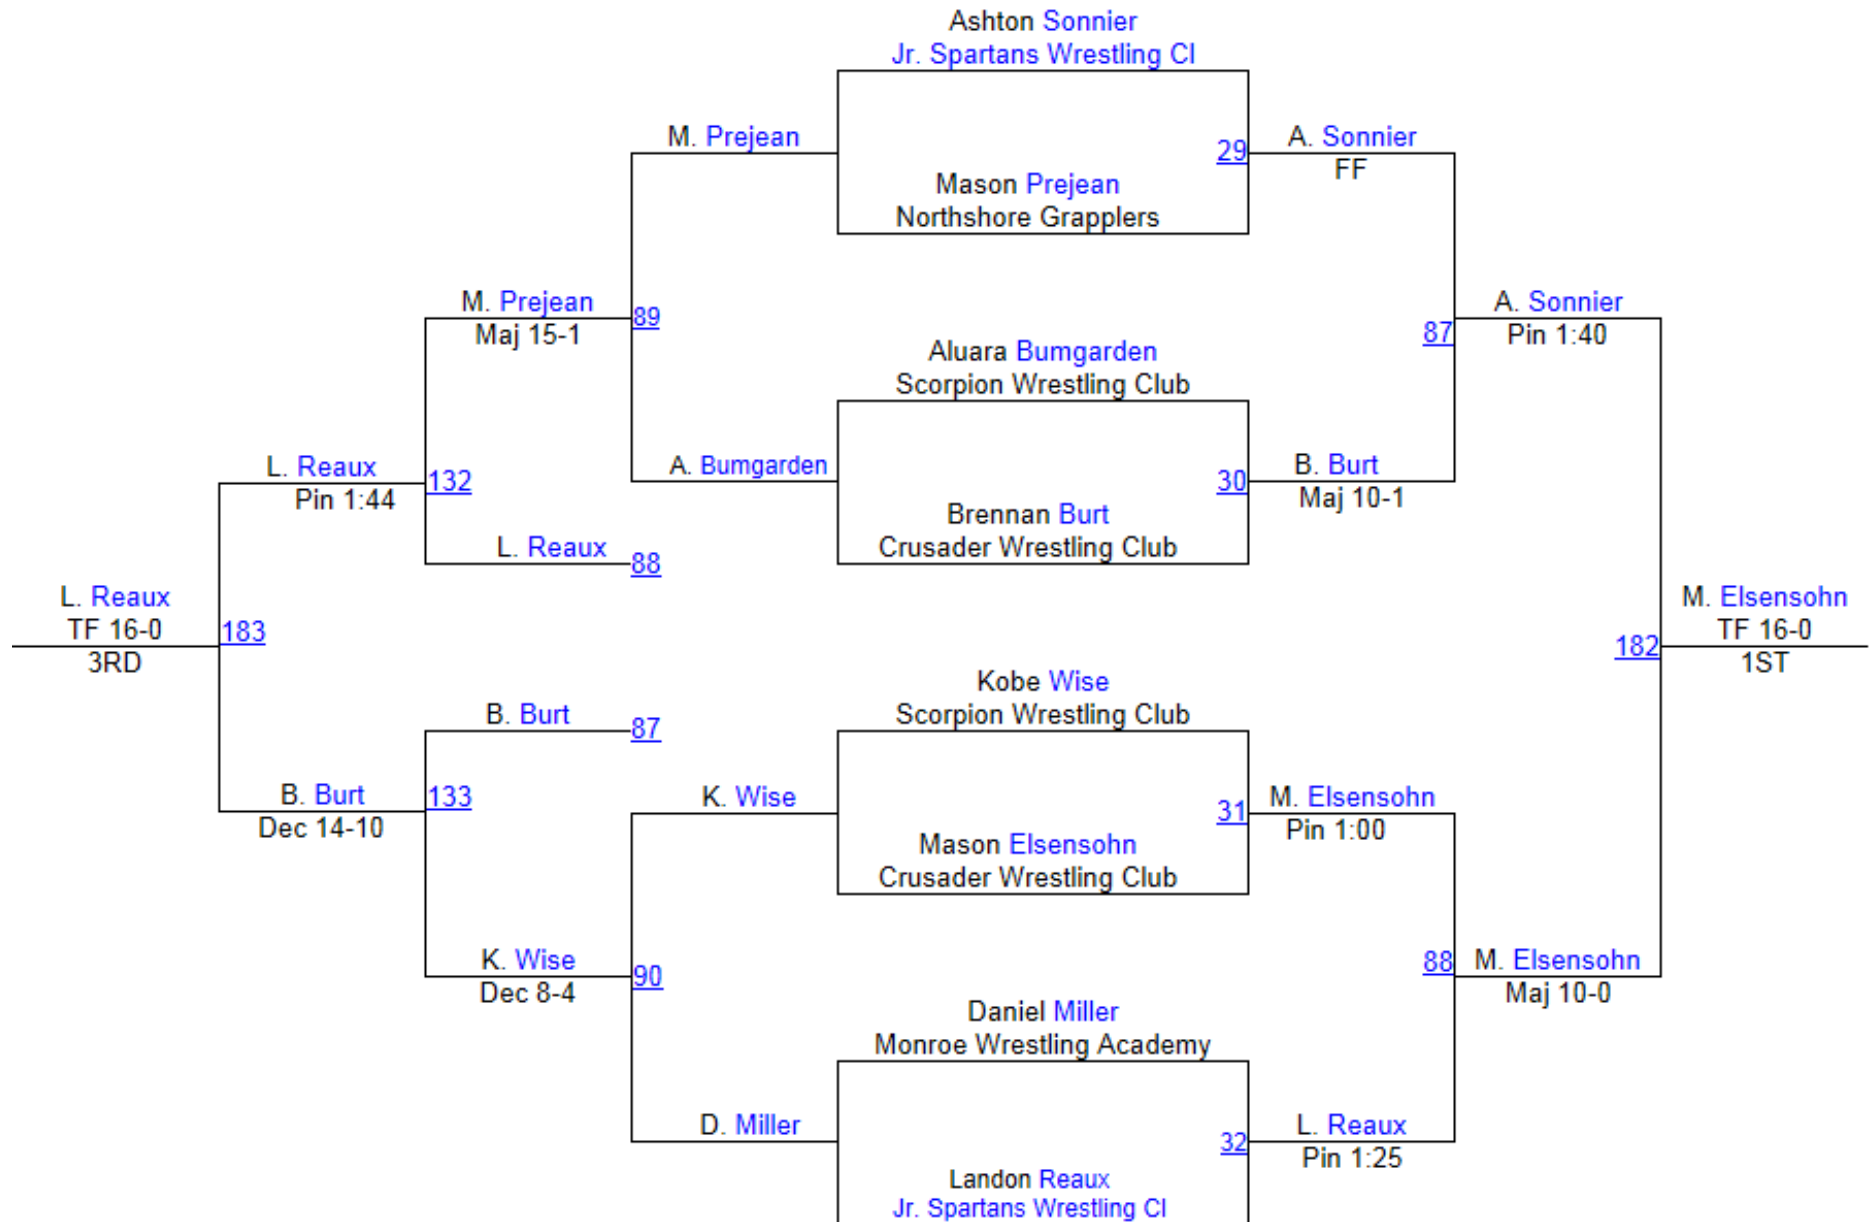 Ashton Sonnier
Jr. Spartans Wrestling Cl
M. Prejean
29
A. Sonnier
FF
Mason Prejean
Northshore Grapplers
M. Prejean
Maj 15-1
89
A. Sonnier
Pin 1:40
87
Aluara Bumgarden
Scorpion Wrestling Club
L. Reaux
Pin 1:44
132
A. Bumgarden
30
B. Burt
Maj 10-1
Brennan Burt
Crusader Wrestling Club
L. Reaux
88
L. Reaux
TF 16-0
3RD
183
M. Elsensohn
TF 16-0
1ST
182
Kobe Wise
Scorpion Wrestling Club
B. Burt
87
B. Burt
Dec 14-10
133
K. Wise
31
M. Elsensohn
Pin 1:00
Mason Elsensohn
Crusader Wrestling Club
K. Wise
Dec 8-4
90
88
M. Elsensohn
Maj 10-0
Daniel Miller
Monroe Wrestling Academy
D. Miller
32
L. Reaux
Pin 1:25
Landon Reaux
Jr. Spartans Wrestling Cl